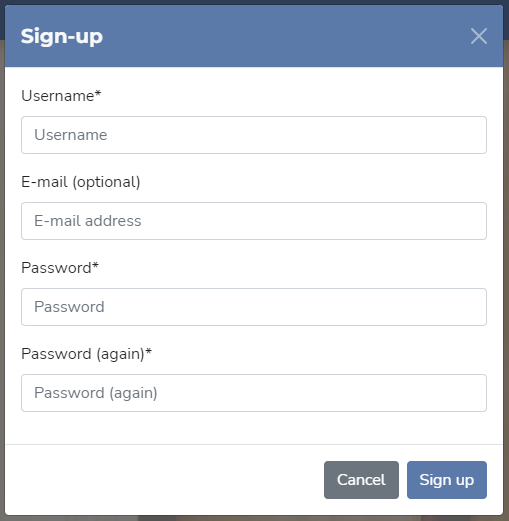 Sign-up
Username*
Username
E-mail (optional)
E-mail address
Password*
Password
Password (again)*
Password (again)
Cancel Sign up